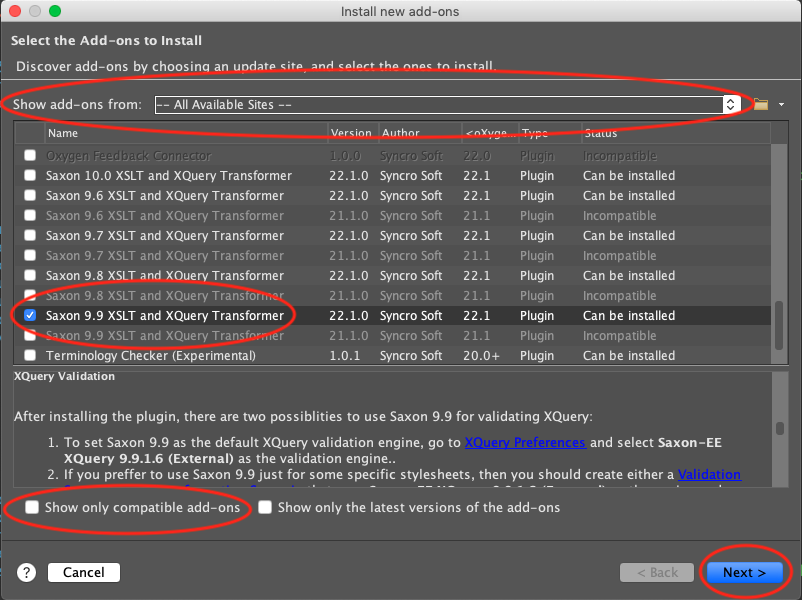 Install new add-ons
Select the Add-ons to Install
Discover add-ons by choosing an update site, and select the ones to install.
Show add-ons from: -- All Available Sites --
Name Version Author <oXyge... Type Status
Oxygen Feedback Connector 1.0.0 Syncro Soft 22.0 Plugin Incompatible
Saxon 10.0 XSLT and XQuery Transformer 22.1.0 Syncro Soft 22.1 Plugin Can be installed
Saxon 9.6 XSLT and XQuery Transformer 22.1.0 Syncro Soft 22.1 Plugin Can be installed
Saxon 9.6 XSLT and XQuery Transformer 21.1.0 Syncro Soft 21.1 Plugin Incompatible
Saxon 9.7 XSLT and XQuery Transformer 22.1.0 Syncro Soft 22.1 Plugin Can be installed
Saxon 9.7 XSLT and XQuery Transformer 21.1.0 Syncro Soft 21.1 Plugin Incompatible
Saxon 9.8 XSLT and XQuery Transformer 22.1.0 Syncro Soft 22.1 Plugin Can be installed
Saxon 9.8 XSLT and XQuery Transformer 21.1.0 Syncro Soft 21.1 Plugin Incompatible
Saxon 9.9 XSLT and XQuery Transformer 22.1.0 Syncro Soft 22.1 Plugin Can be installed
Saxon 9.9 XSLT and XQuery Transformer 21.1.0 Syncro Soft 21.1 Plugin Incompatible
Terminology Checker (Experimental) 1.0.1 Syncro Soft 20.0+ Plugin Can be installed
XQuery Validation
After installing the plugin, there are two possiblities to use Saxon 9.9 for validating XQuery:
1. To set Saxon 9.9 as the default XQuery validation engine, go to XQuery Preferences and select Saxon-EE
XQuery 9.9.1.6 (External) as the validation engine..
2. If you preffer to use Saxon 9.9 just for some specific stylesheets, then you should create either a Validation
Show only compatible add-ons Show only the latest versions of the add-ons
? Cancel < Back Next >